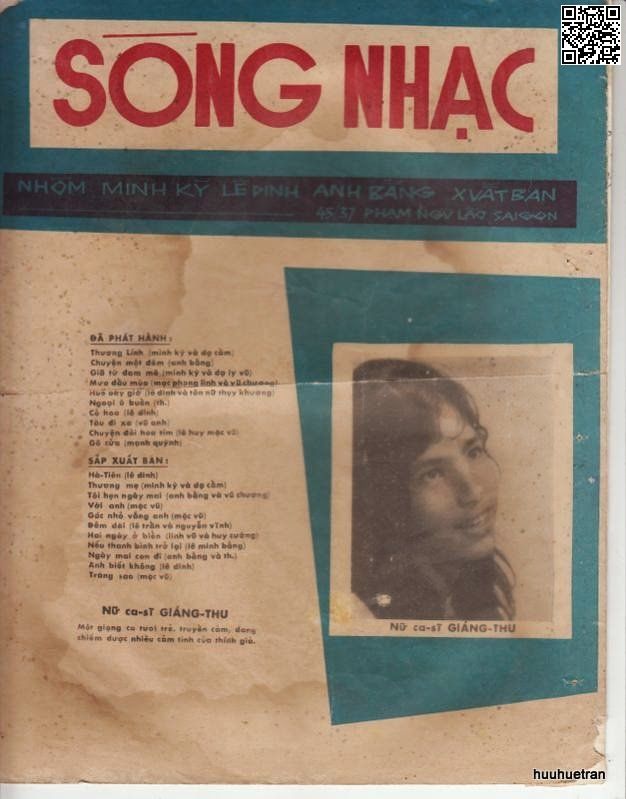 SÓNG NHẠC
NHÓM MINH KỲ LÊ DINH ANH BẰNG XUẤT BẢN
45.37 PHẠM NGŨ LÃO SAIGON
ĐÃ PHÁT HÀNH:
Thương Lính (minh kỳ và dạ cầm)
Chuyện một đêm (anh bằng)
Giã từ đam mê (minh kỳ và dạ ly vũ)
Mưa đầu mùa (mạc phong linh và vũ chương)
Huế bây giờ (lê dinh và tôn nữ thụy khương)
Ngoại ô buồn (th.)
Cỏ hoa (lê dinh)
Tàu đi xa (vũ anh)
Chuyện đồi hoa tím (lê huy mặc vũ)
Gõ cửa (mạnh quỳnh)
SẮP XUẤT BẢN:
Hà-Tiên (lê dinh)
Thương mẹ (minh kỳ và dạ cầm)
Tôi hẹn ngày mai (anh bằng và vũ chương)
Với anh (mặc vũ)
Góc nhỏ vắng anh (mặc vũ)
Đêm dài (lê trần và nguyễn vĩnh)
Hai ngày ở biển (linh vũ và huy cường)
Nếu thanh bình trở lại (lê minh bằng)
Ngày mai con đi (anh bằng và th.)
Anh biết không (lê dinh)
Trăng sao (mặc vũ)
NỮ ca-sĩ GIÁNG-THU
Một giọng ca tươi trẻ, truyền cảm, đang
chiếm được nhiều cảm tình của thính giả.
NỮ ca-sĩ GIÁNG-THU
huuhuetran